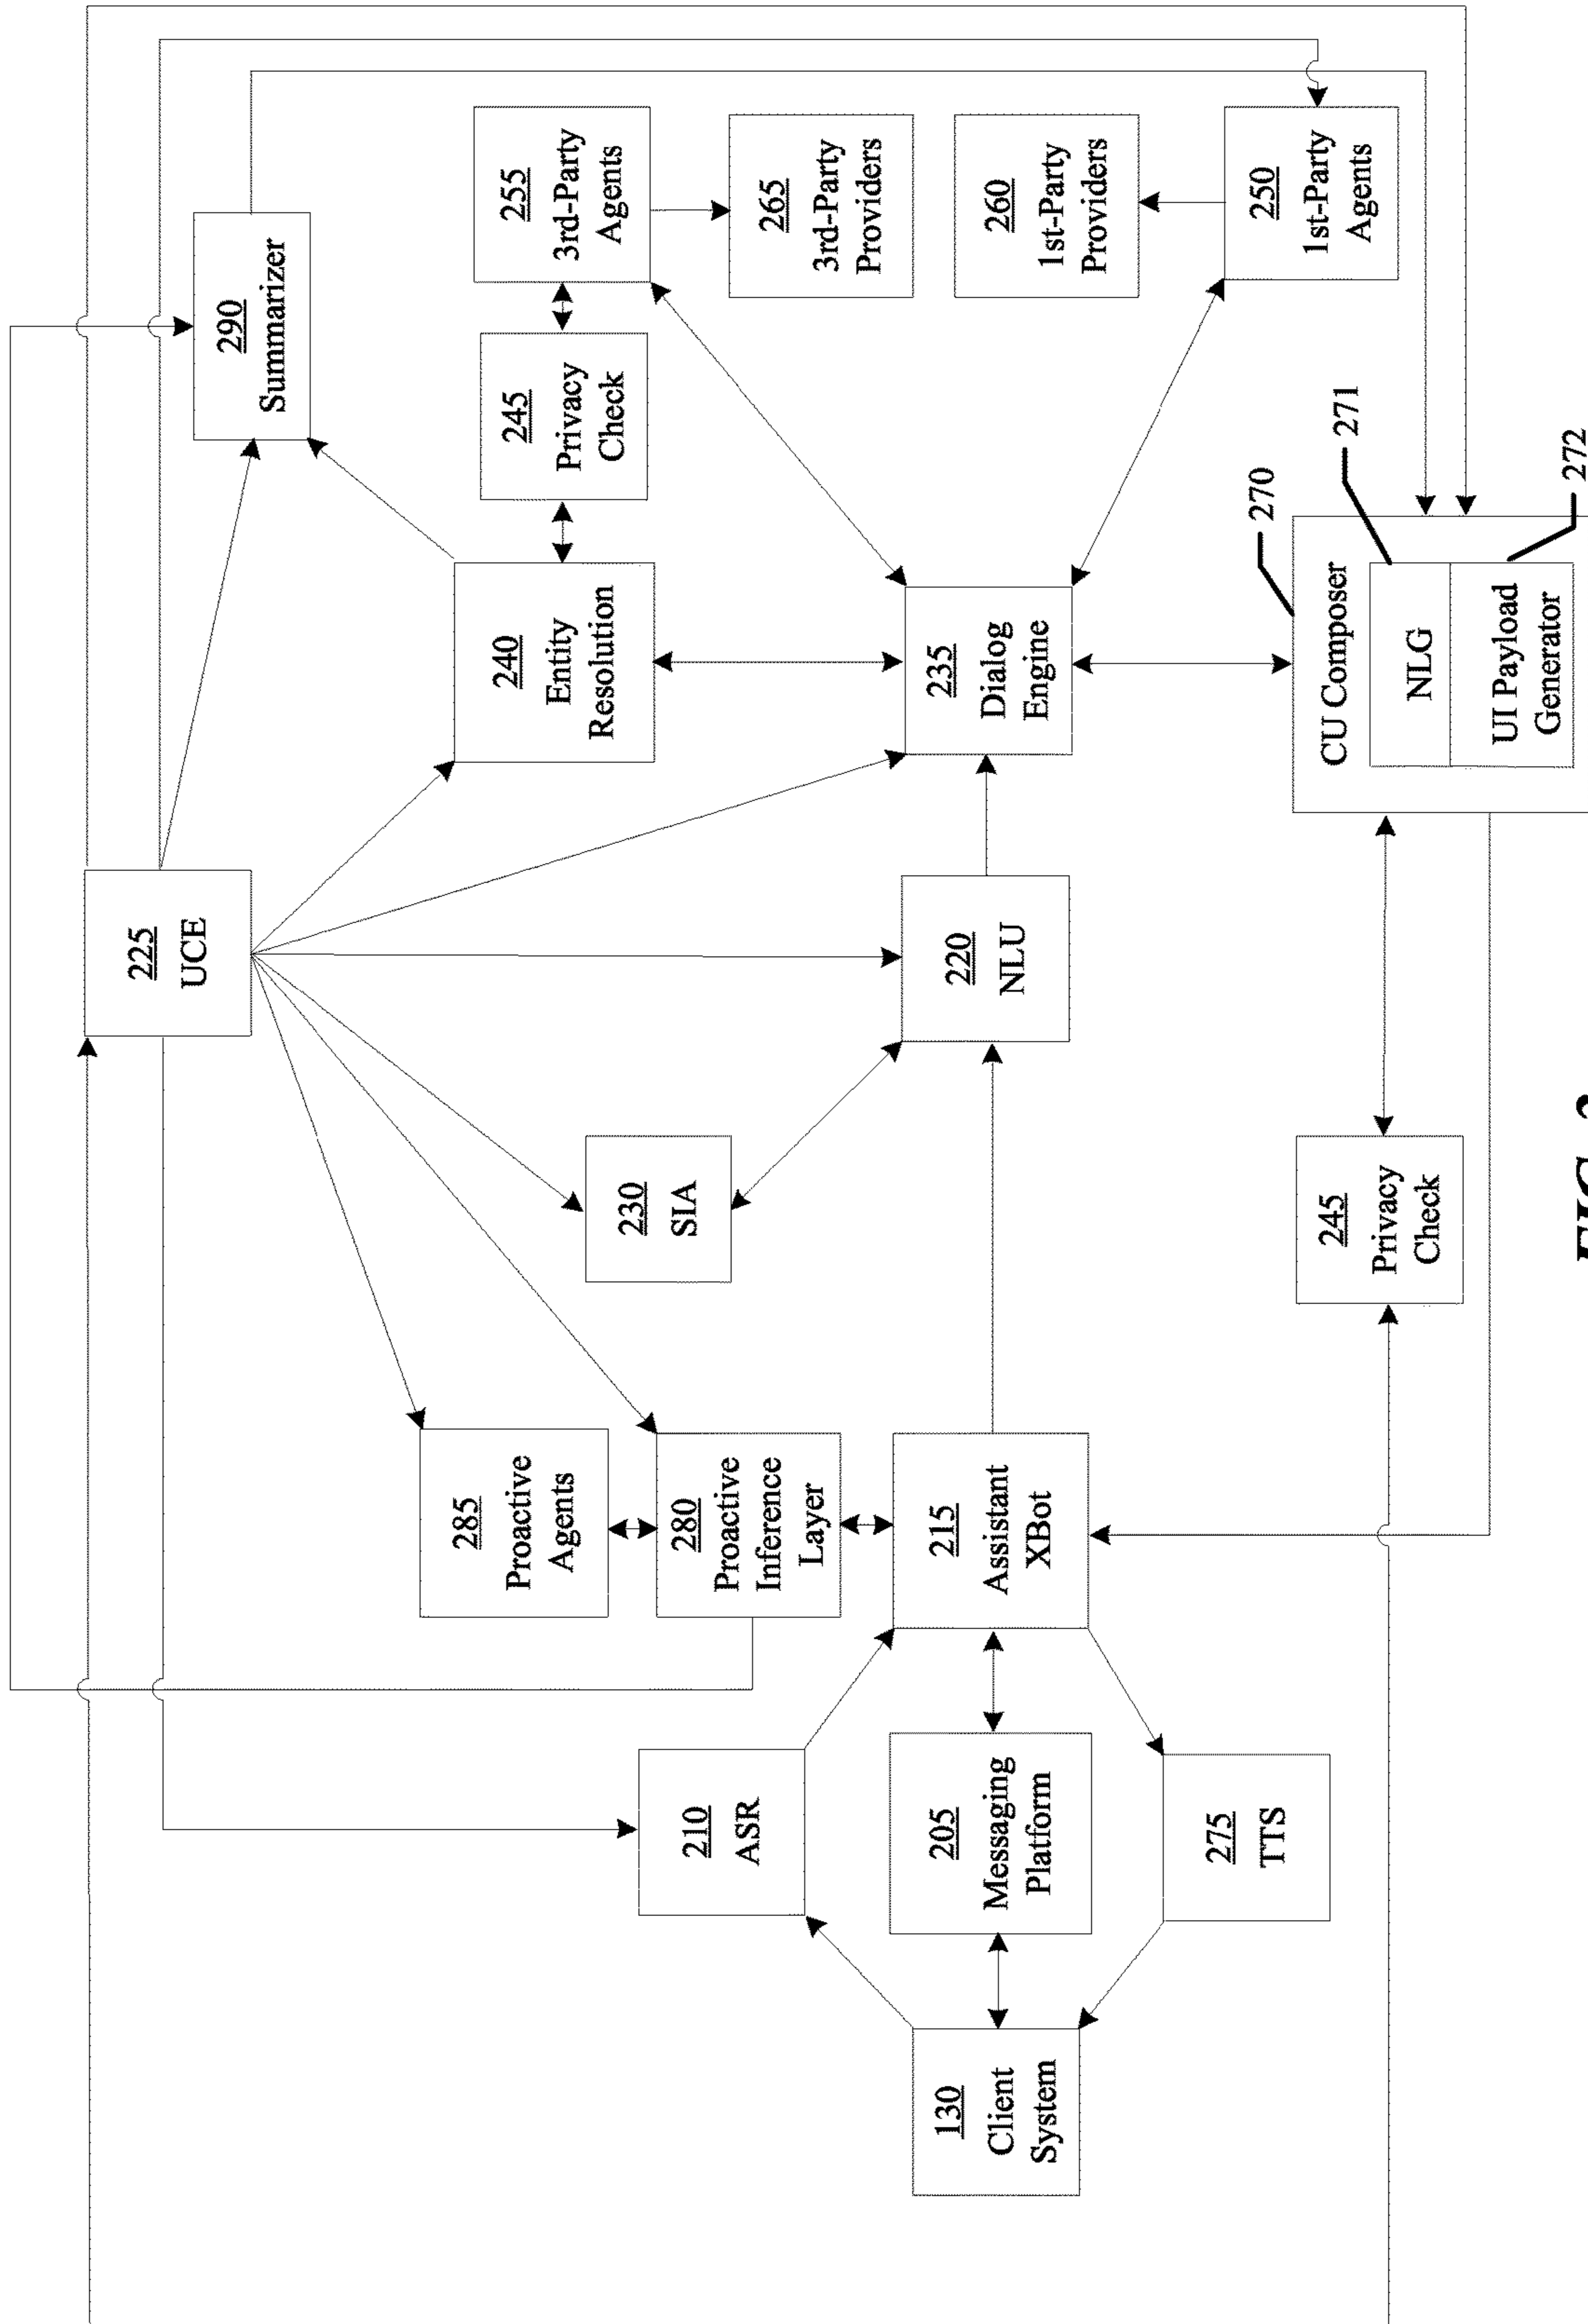 225
UCE
290
Summarizer
285
Proactive
Agents
240
Entity
Resolution
245
Privacy
Check
255
3rd-Party
Agents
230
SIA
210
ASR
280
Proactive
Inference
Layer
265
3rd-Party
Providers
130
Client
System
205
Messaging
Platform
215
Assistant
XBot
220
NLU
235
Dialog
Engine
260
1st-Party
Providers
275
TTS
250
1st-Party
Agents
245
Privacy
Check
270
CU Composer
271
NLG
UI Payload
Generator
272
FIG. 2